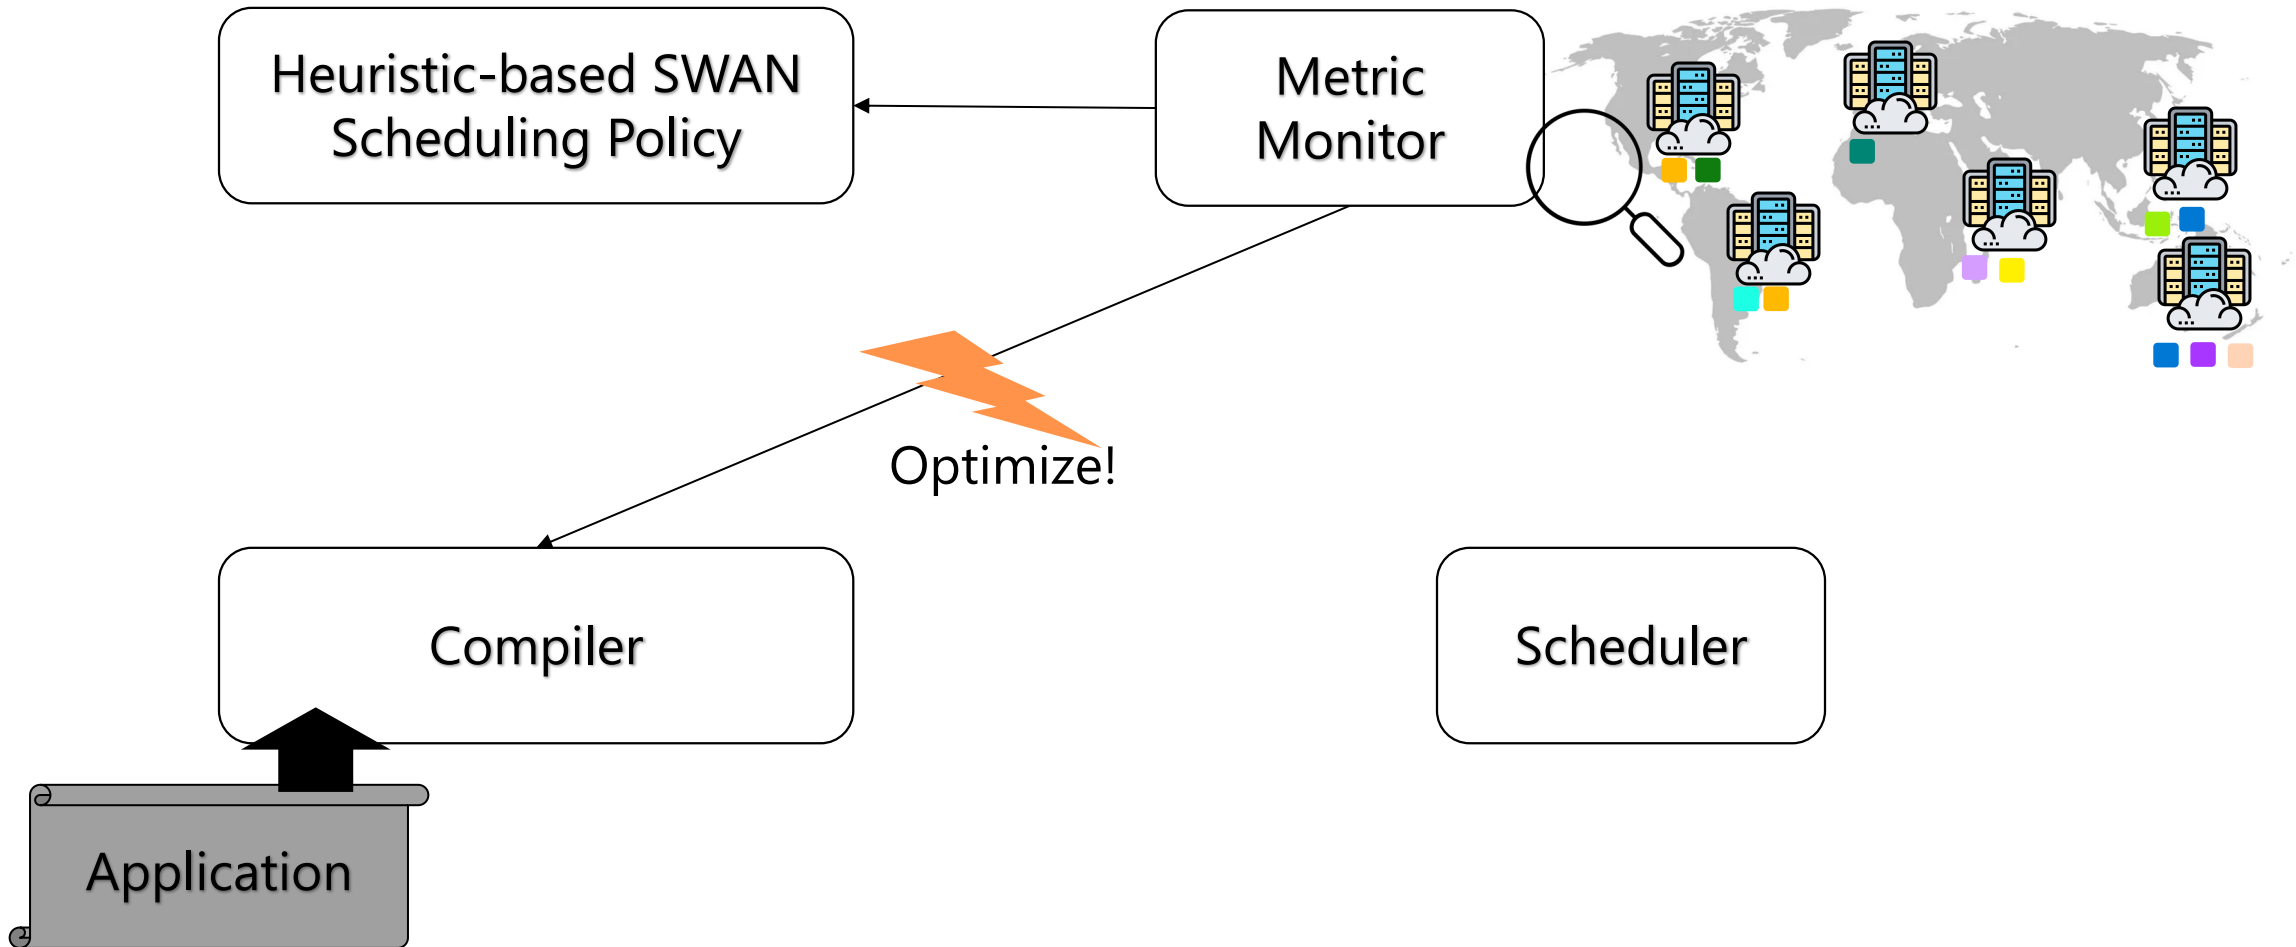 Heuristic-based SWAN
Scheduling Policy
Metric
Monitor
Optimize!
Compiler
Scheduler
Application